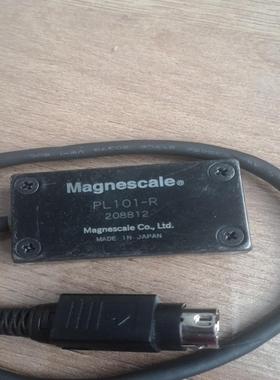 Magnescale®
PL101-R
208812
Magnescale Co., Ltd.
MADE IN JAPAN